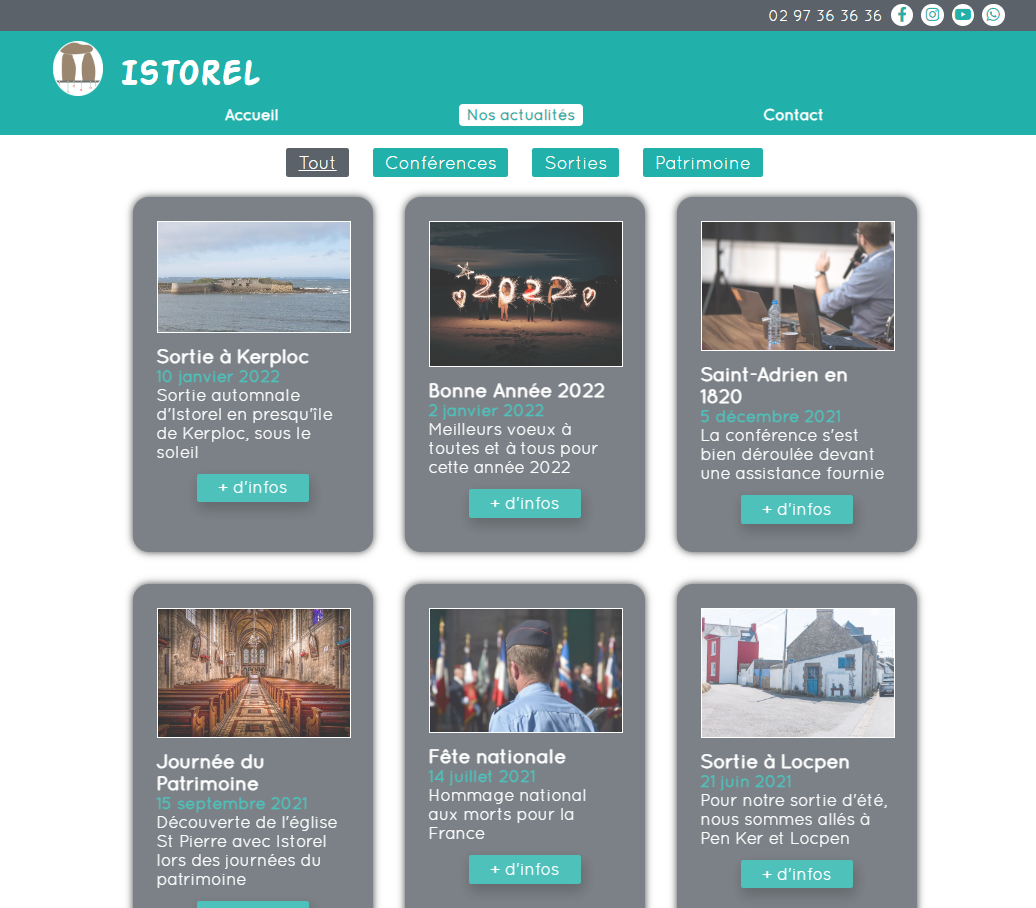 02 97 36 36 36
ISTOREL
Accueil
Nos actualités
Contact
Tout
Conférences
Sorties
Patrimoine
Sortie à Kerploc
10 janvier 2022
Sortie automnale
d'Istorel en presqu'île
de Kerploc, sous le
soleil
+ d'infos
2022
Bonne Année 2022
2 janvier 2022
Meilleurs voeux à
toutes et à tous pour
cette année 2022
+ d'infos
Saint-Adrien en
1820
5 décembre 2021
La conférence s'est
bien déroulée devant
une assistance fournie
+ d'infos
Journée du
Patrimoine
15 septembre 2021
Découverte de l'église
St Pierre avec Istorel
lors des journées du
patrimoine
Fête nationale
14 juillet 2021
Hommage national
aux morts pour la
France
+ d'infos
Sortie à Locpen
21 juin 2021
Pour notre sortie d'été,
nous sommes allés à
Pen Ker et Locpen
+ d'infos